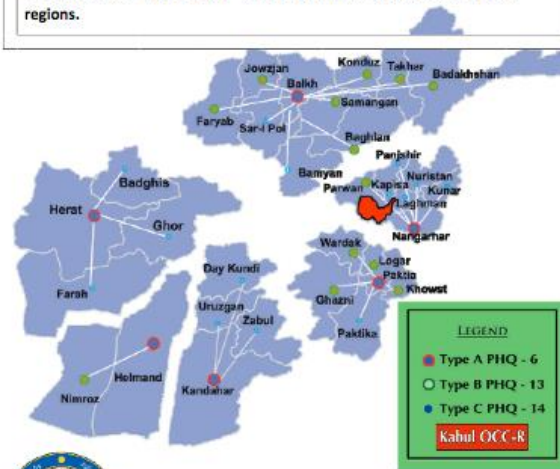 regions.
Jowzjan
Konduz
Takhar
Balkh
Badakhshan
Samangan
Faryab
Sar-i Pol
Baghlan
Panjshir
Bamyan
Nuristan
Parwan
Kapisa
Kunar
Laghman
Nangarhar
Badghis
Herat
Ghor
Farah
Wardak
Logar
Paktia
Khowst
Ghazni
Paktika
Day Kundi
Uruzgan
Zabul
Kandahar
Helmand
Nimroz
LEGEND
Type A PHQ - 6
Type B PHQ - 13
Type C PHQ - 14
Kabul OCC-R